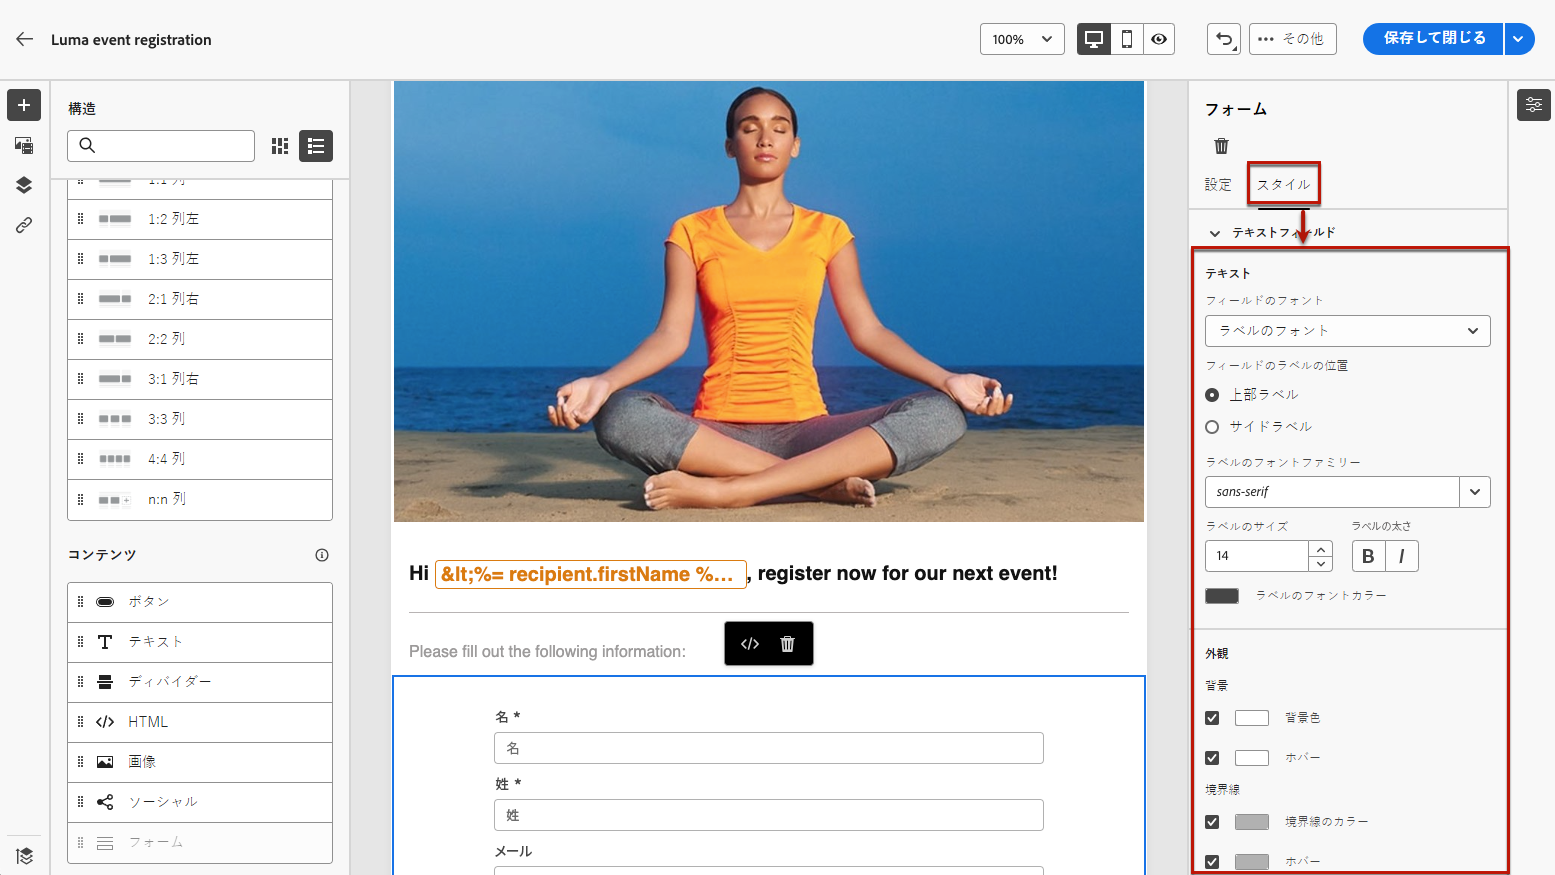 Luma event registration
100%
その他
保存して閉じる
構造
1:1 列
1:2 列左
1:3 列左
2:1 列右
2:2 列
3:1 列右
3:3 列
4:4 列
n:n 列
コンテンツ
ボタン
テキスト
ディバイダー
HTML
画像
ソーシャル
フォーム
Hi &lt;%= recipient.firstName %..., register now for our next event!
Please fill out the following information:
名 *
名
姓 *
姓
メール
フォーム
設定
スタイル
テキストフィールド
テキスト
フィールドのフォント
ラベルのフォント
フィールドのラベルの位置
上部ラベル
サイドラベル
ラベルのフォントファミリー
sans-serif
ラベルのサイズ
ラベルの太さ
14
B
I
ラベルのフォントカラー
外観
背景
背景色
ホバー
境界線
境界線のカラー
ホバー